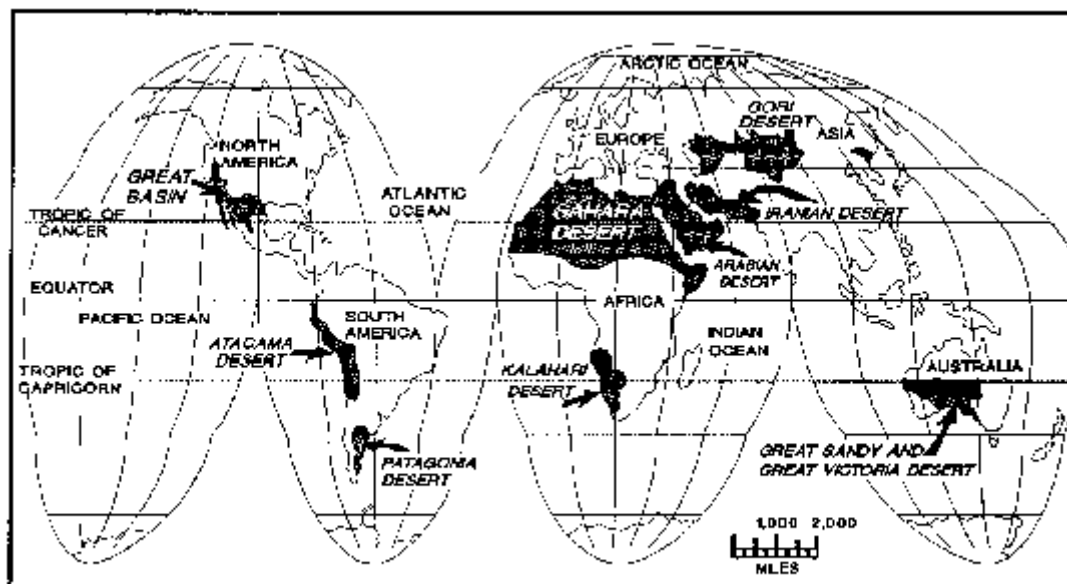 ARCTIC OCEAN
GOBI
DESERT
EUROPE
ASIA
NORTH
AMERICA
GREAT
BASIN
ATLANTIC
OCEAN
TROPIC OF
CANCER
SAHARA
DESERT
IRANIAN DESERT
ARABIAN
DESERT
EQUATOR
AFRICA
PACIFIC OCEAN
SOUTH
AMERICA
ATACAMA
DESERT
INDIAN
OCEAN
TROPIC OF
CAPRICORN
KALAHARI
DESERT
AUSTRALIA
PATAGONIA
DESERT
GREAT SANDY AND
GREAT VICTORIA DESERT
1,000 2,000
MILES